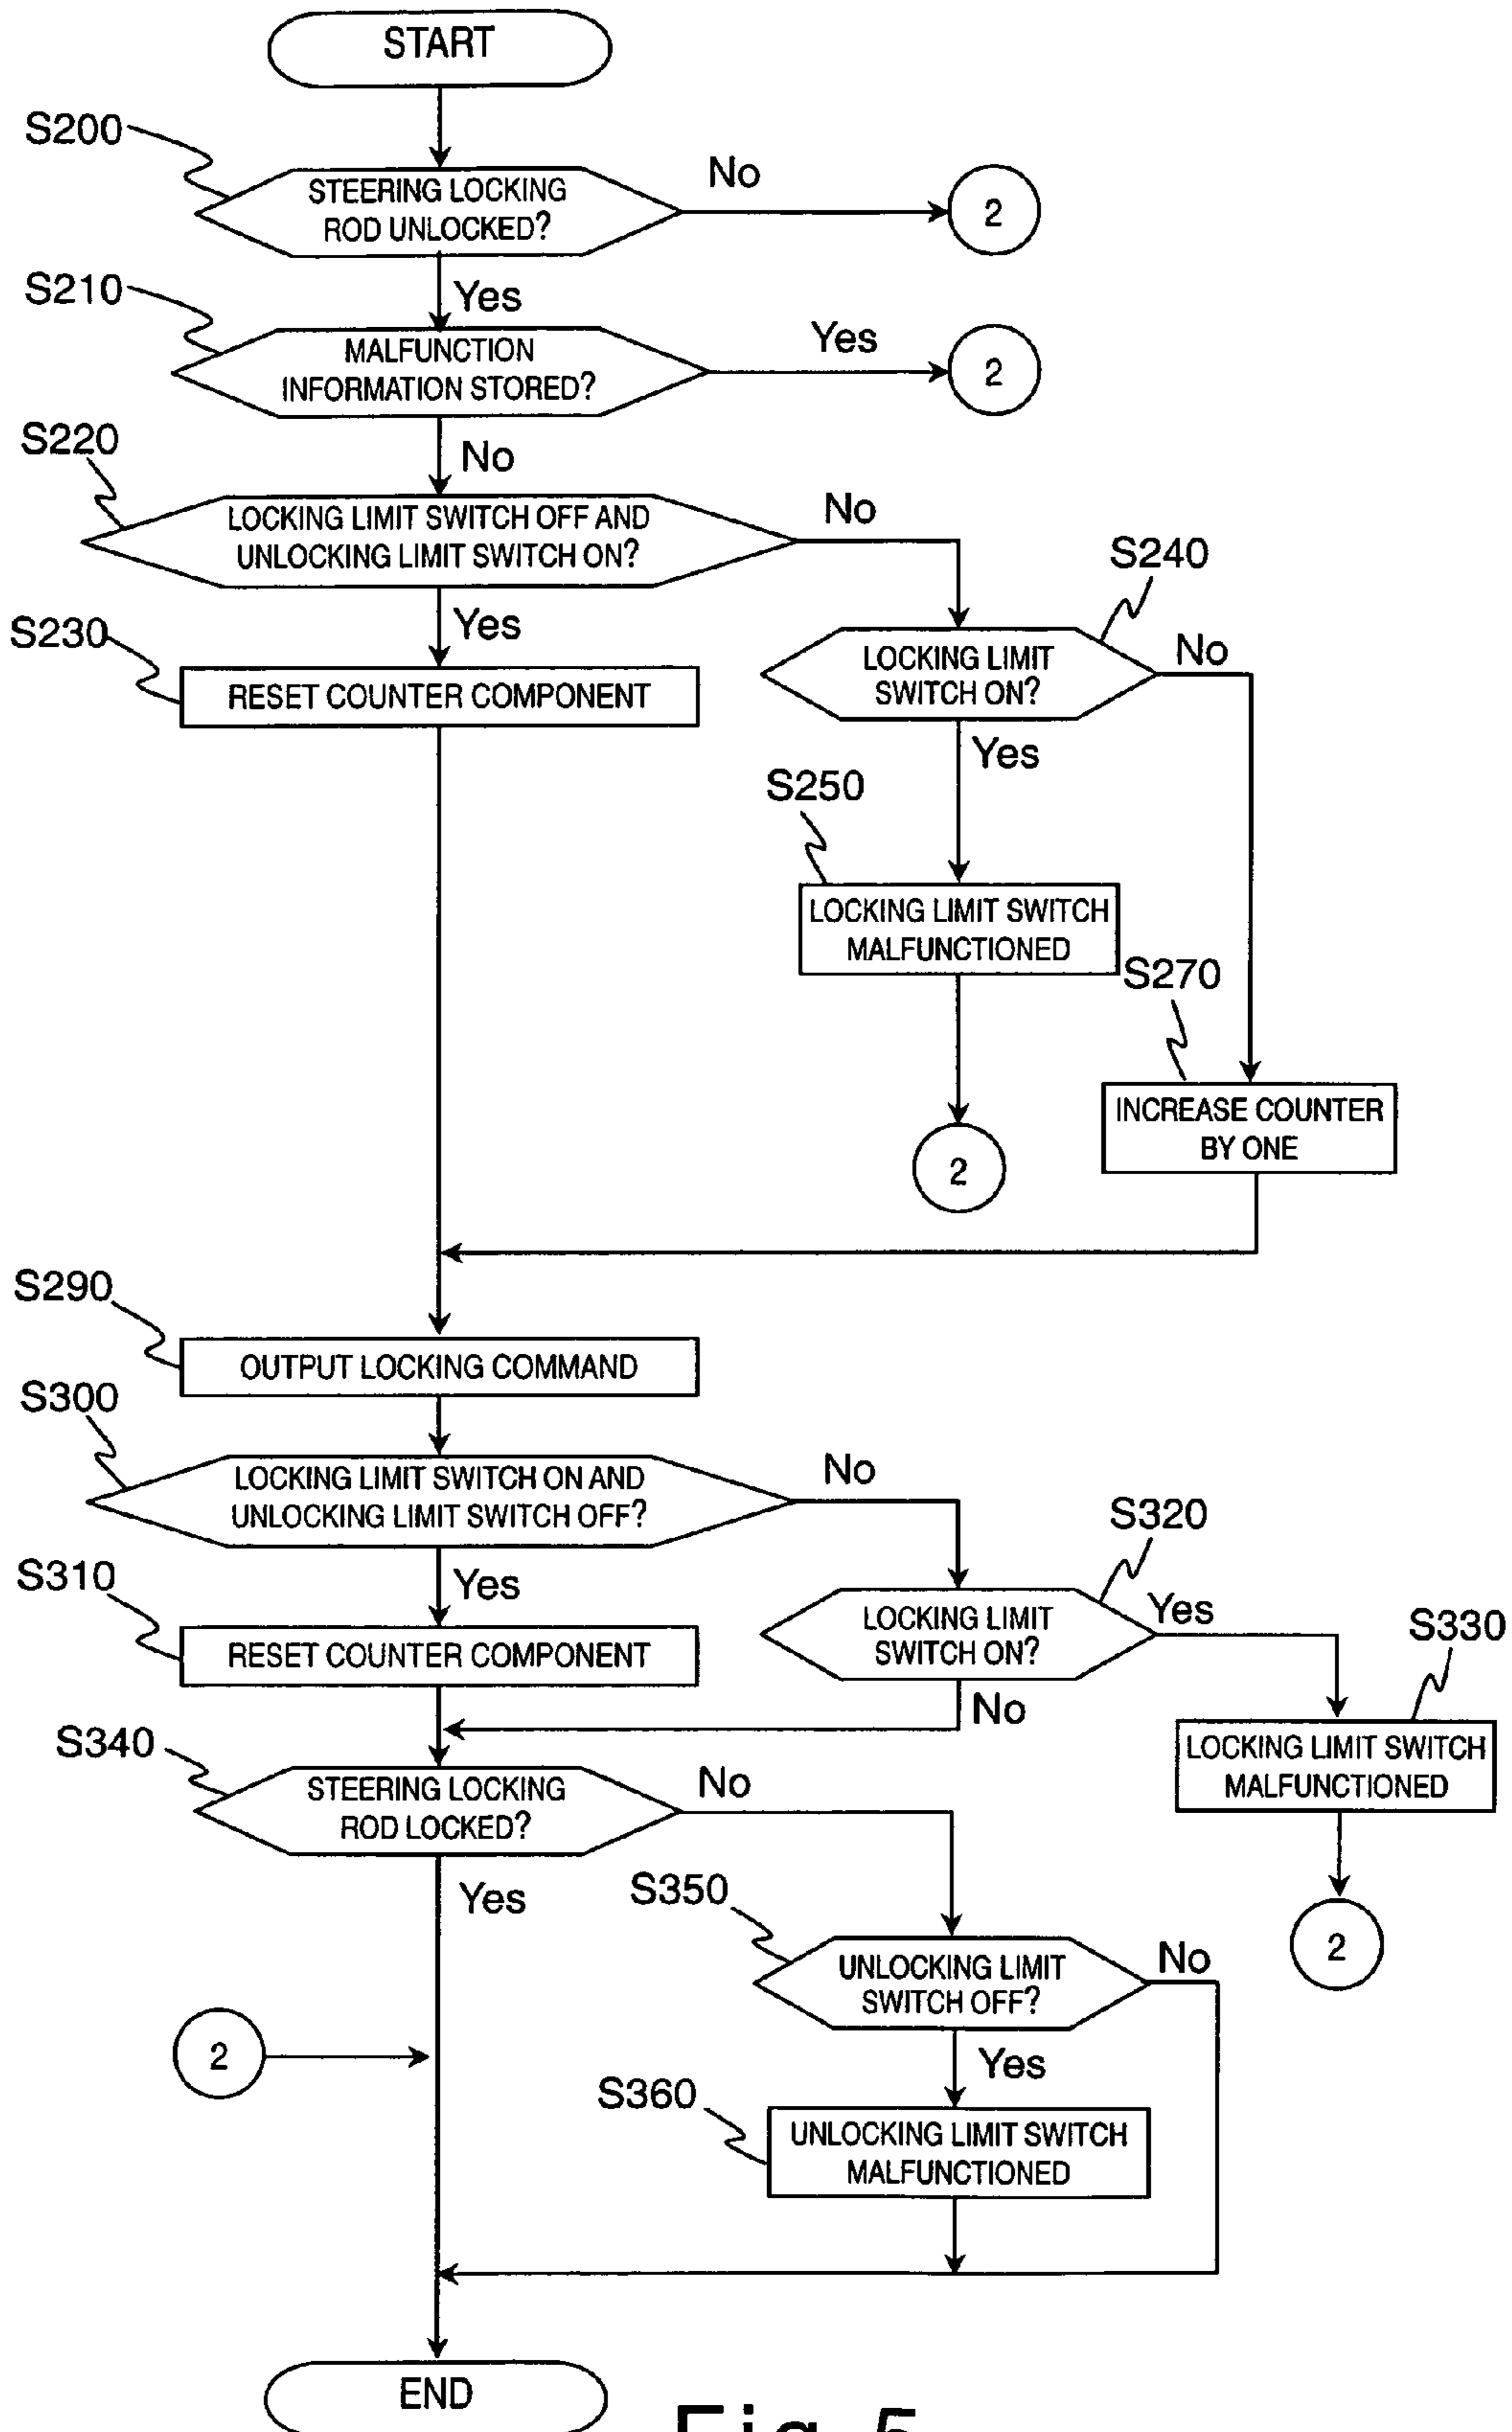 START
S200
STEERING LOCKING
ROD UNLOCKED?
No
2
S210
Yes
MALFUNCTION
INFORMATION STORED?
Yes
2
S220
No
LOCKING LIMIT SWITCH OFF AND
UNLOCKING LIMIT SWITCH ON?
No
S240
S230
Yes
RESET COUNTER COMPONENT
LOCKING LIMIT
SWITCH ON?
No
Yes
S250
LOCKING LIMIT SWITCH
MALFUNCTIONED
S270
INCREASE COUNTER
BY ONE
2
S290
OUTPUT LOCKING COMMAND
S300
LOCKING LIMIT SWITCH ON AND
UNLOCKING LIMIT SWITCH OFF?
No
S320
S310
Yes
RESET COUNTER COMPONENT
LOCKING LIMIT
SWITCH ON?
Yes
S330
No
LOCKING LIMIT SWITCH
MALFUNCTIONED
S340
STEERING LOCKING
ROD LOCKED?
No
Yes
S350
2
UNLOCKING LIMIT
SWITCH OFF?
No
2
Yes
S360
UNLOCKING LIMIT SWITCH
MALFUNCTIONED
END
Fig 5